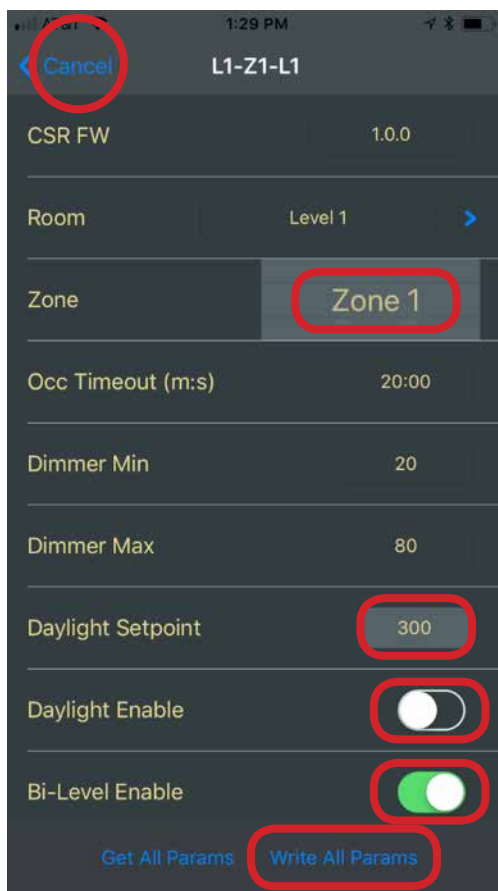 1:29 PM
Cancel L1-Z1-L1
CSR FW 1.0.0
Room Level 1
Zone Zone 1
Occ Timeout (m:s) 20:00
Dimmer Min 20
Dimmer Max 80
Daylight Setpoint 300
Daylight Enable
Bi-Level Enable
Get All Params Write All Params